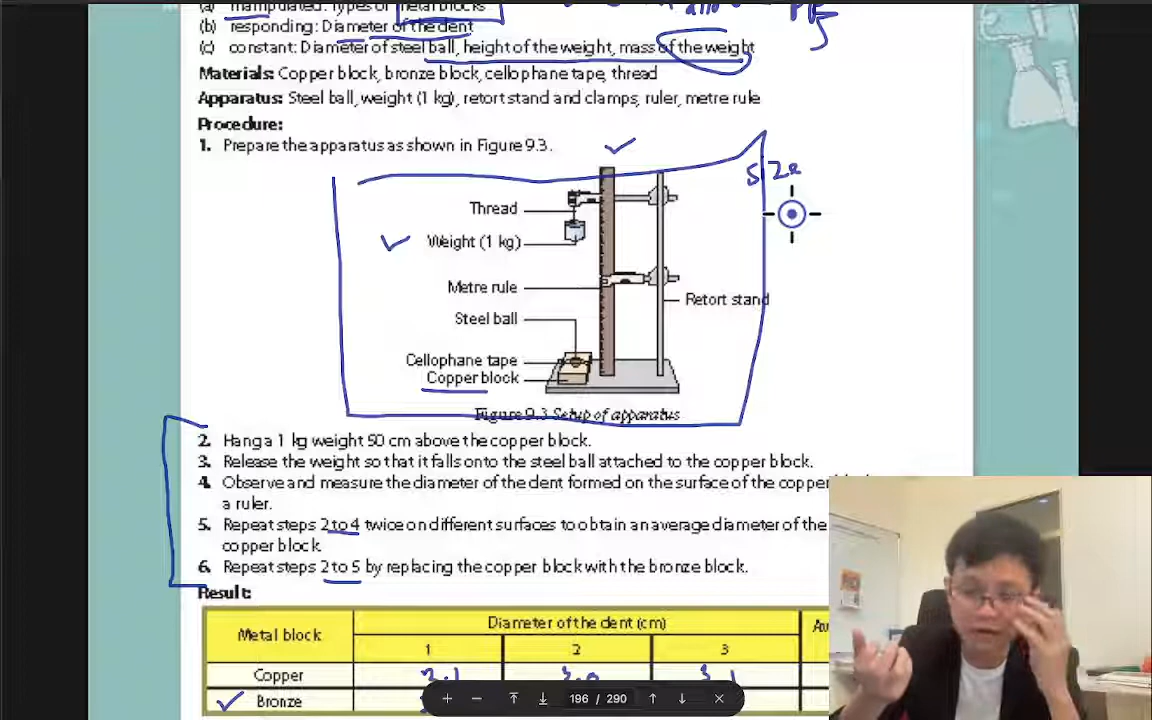 (a) manipulated: Types of metal blocks
(b) responding: Diameter of the dent
(c) constant: Diameter of steel ball, height of the weight, mass of the weight
Materials: Copper block, bronze block, cellophane tape, thread
Apparatus: Steel ball, weight (1 kg), retort stand and clamps, ruler, metre rule
Procedure:
1. Prepare the apparatus as shown in Figure 9.3.
Thread
Weight (1 kg)
Metre rule
Steel ball
Cellophane tape
Copper block
Retort stand
Figure 9.3 Setup of apparatus
2. Hang a 1 kg weight 50 cm above the copper block.
3. Release the weight so that it falls onto the steel ball attached to the copper block.
4. Observe and measure the diameter of the dent formed on the surface of the copper
a ruler.
5. Repeat steps 2 to 4 twice on different surfaces to obtain an average diameter of the
copper block.
6. Repeat steps 2 to 5 by replacing the copper block with the bronze block.
Result:
Metal block
Diameter of the dent (cm)
1
2
3
Copper
Bronze
196 / 290